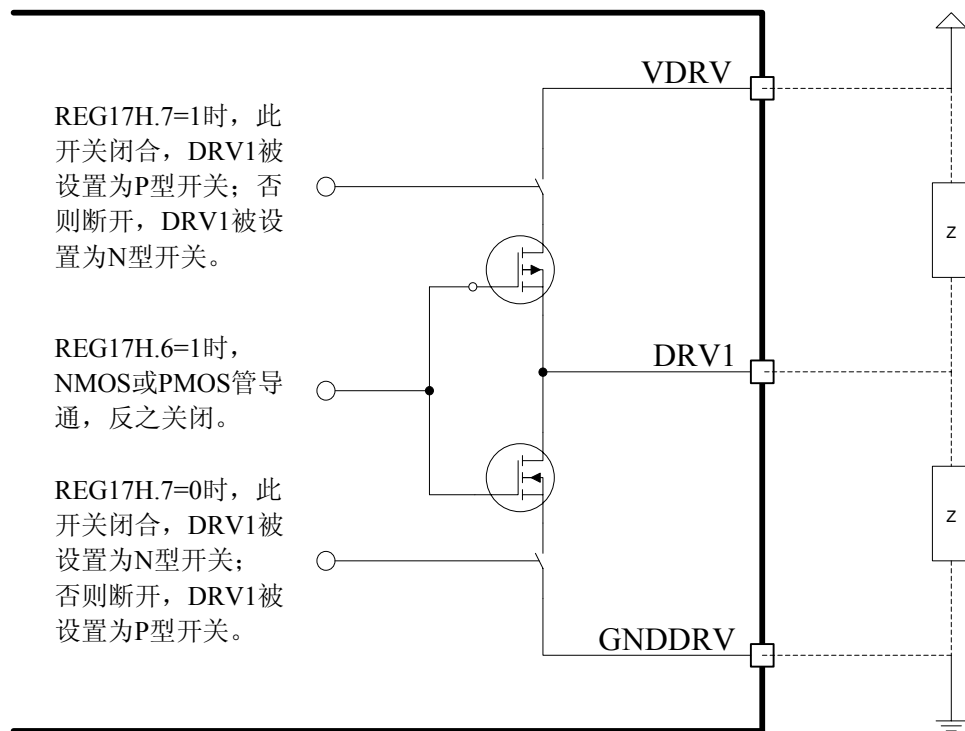 VDRV
REG17H.7=1时，此
开关闭合，DRV1被
设置为P型开关；否
则断开，DRV1被设
置为N型开关。
Z
REG17H.6=1时，
NMOS或PMOS管导
通，反之关闭。
DRV1
REG17H.7=0时，此
开关闭合，DRV1被
设置为N型开关；
否则断开，DRV1被
设置为P型开关。
Z
GNDDRV